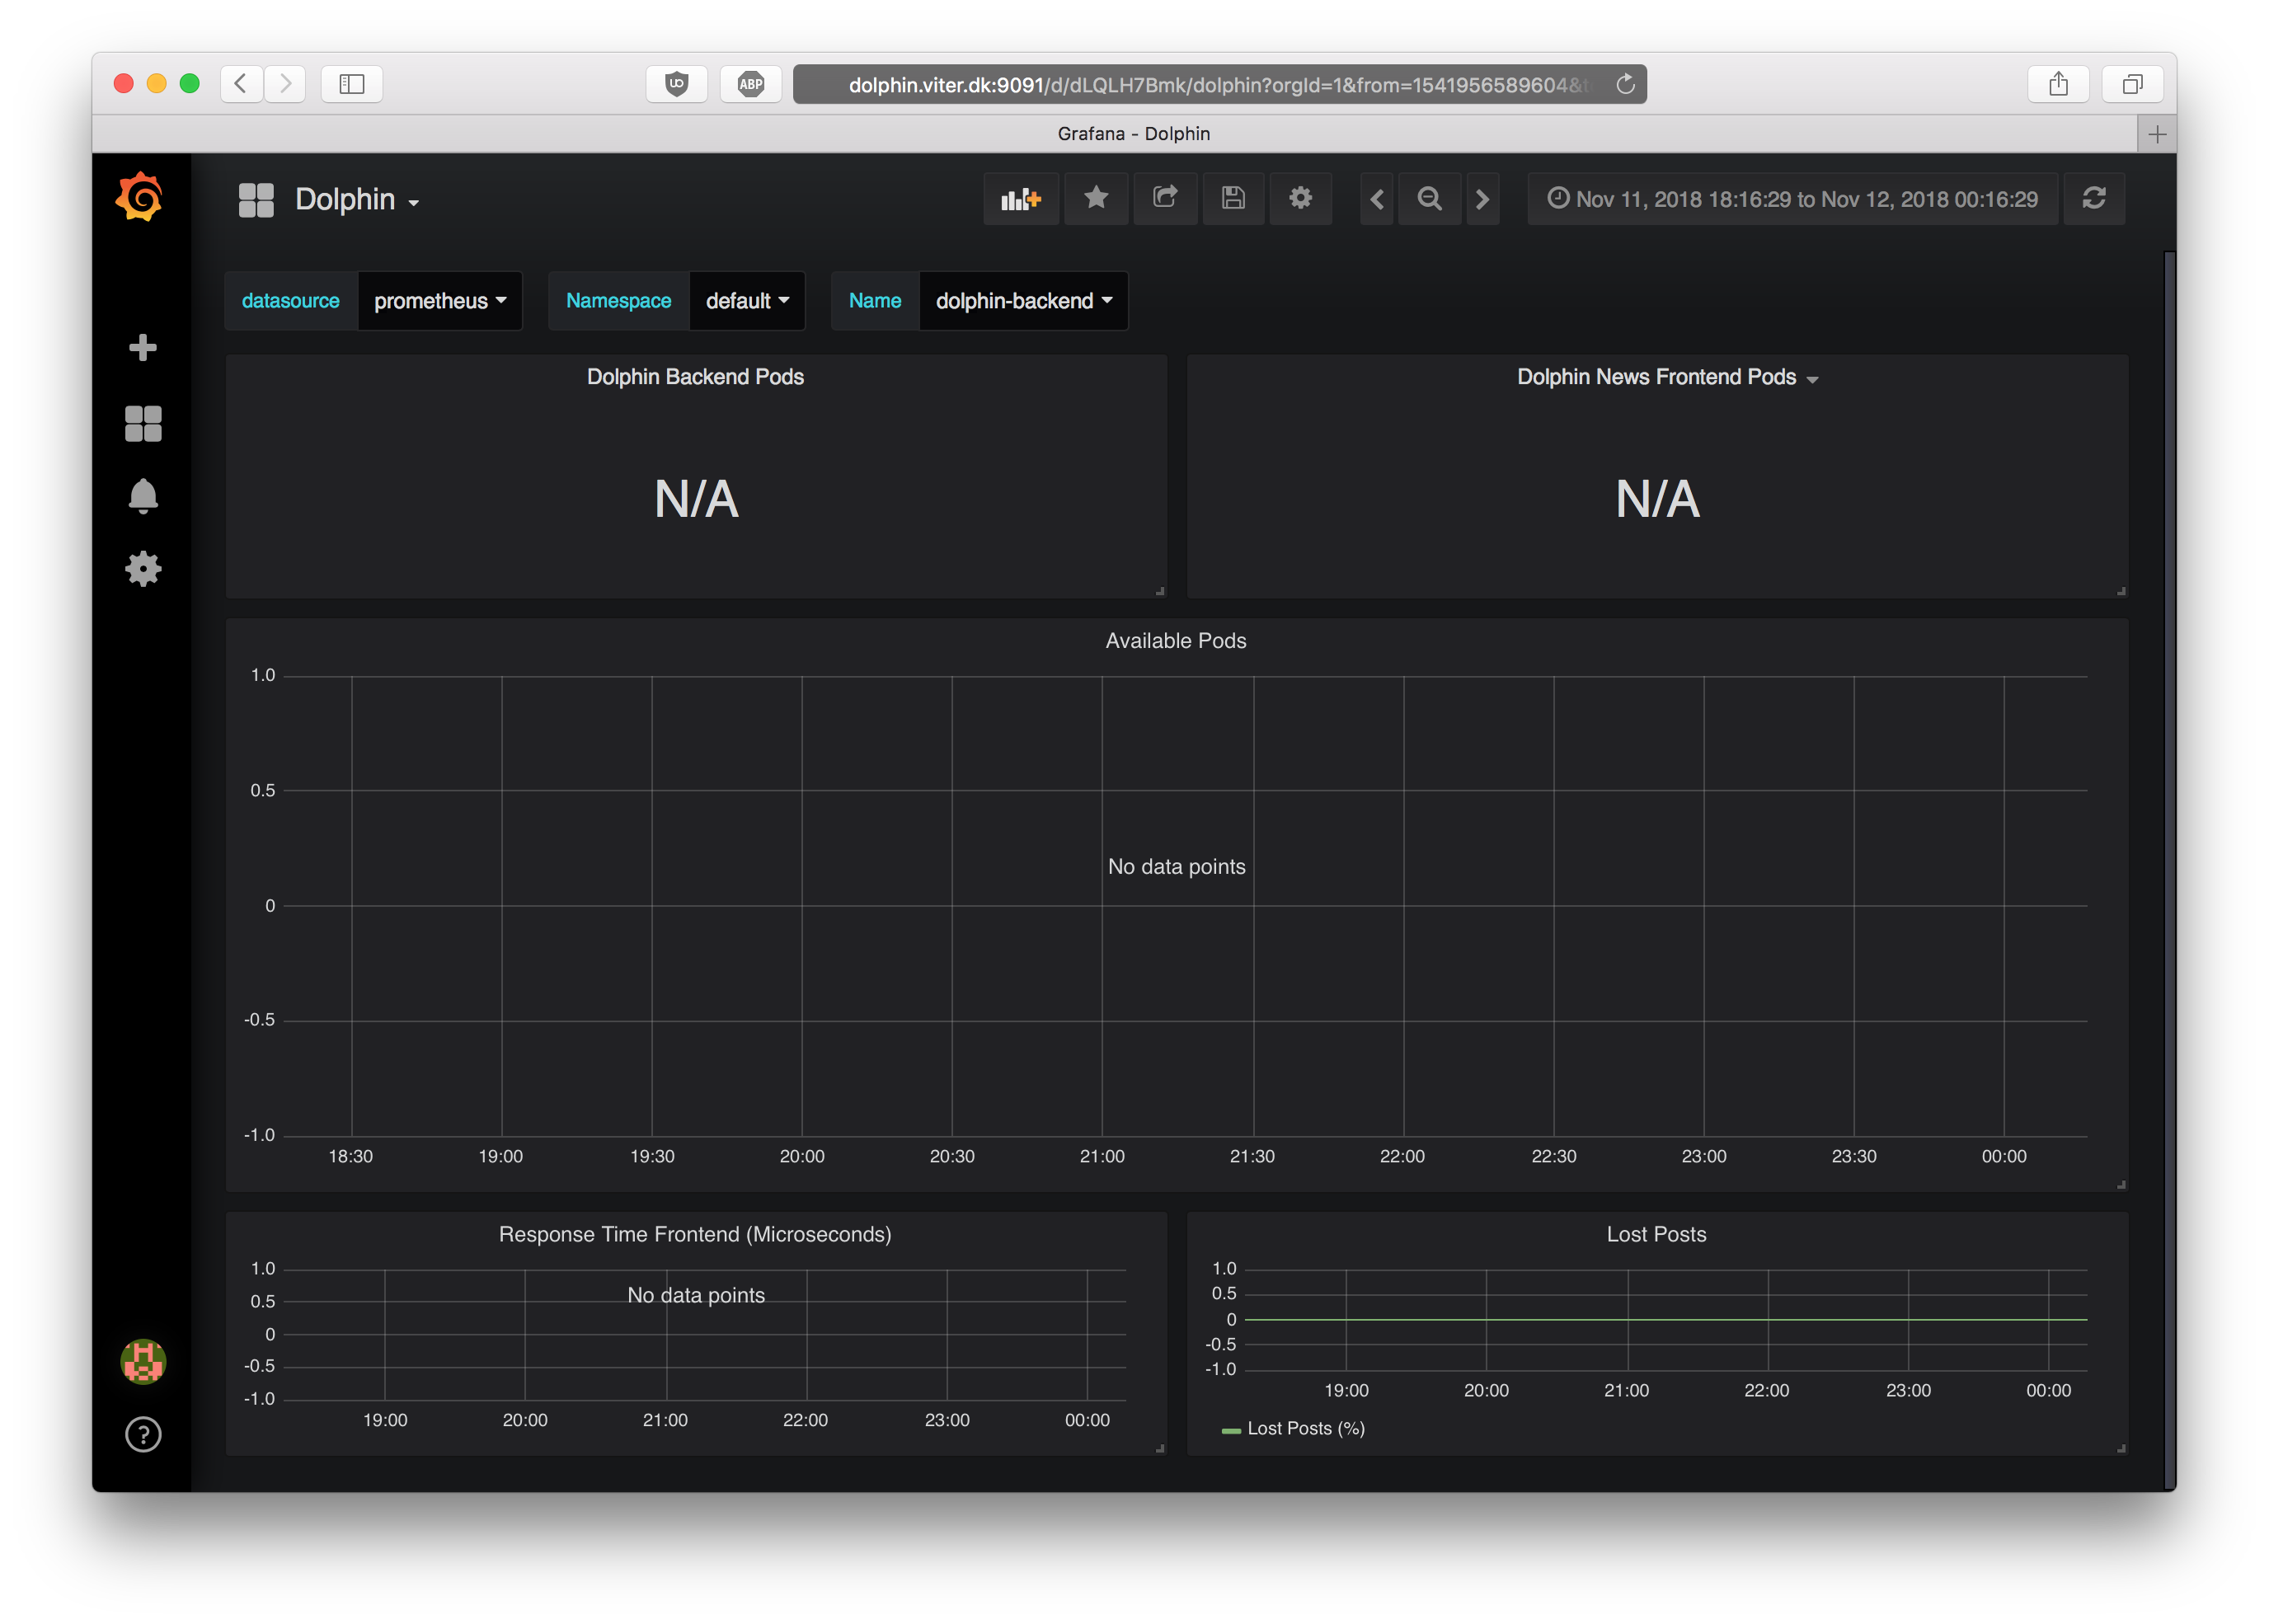 ABP
dolphin.viter.dk:9091/d/dLQLH7Bmk/dolphin?orgId=1&from=1541956589604&t
Grafana - Dolphin
Dolphin
Nov 11, 2018 18:16:29 to Nov 12, 2018 00:16:29
datasource prometheus Namespace default Name dolphin-backend
Dolphin Backend Pods
N/A
Dolphin News Frontend Pods
N/A
Available Pods
1.0
0.5
No data points
0
-0.5
-1.0
18:30 19:00 19:30 20:00 20:30 21:00 21:30 22:00 22:30 23:00 23:30 00:00
Response Time Frontend (Microseconds)
1.0
No data points
0.5
0
-0.5
-1.0
19:00 20:00 21:00 22:00 23:00 00:00
Lost Posts
1.0
0.5
0
-0.5
-1.0
19:00 20:00 21:00 22:00 23:00 00:00
Lost Posts (%)
?